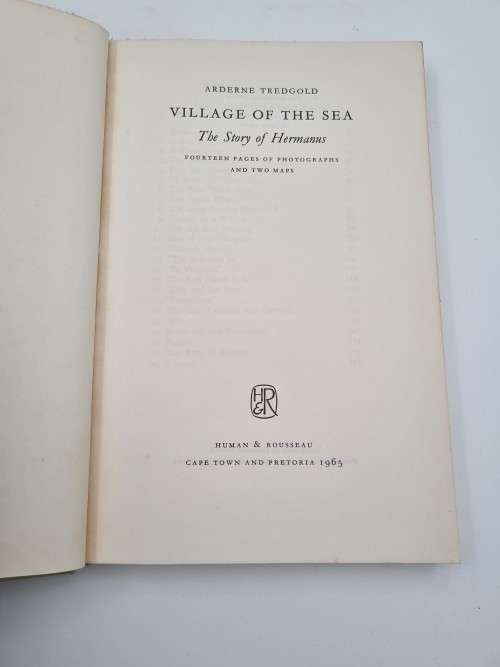 ARDERNE TREDGOLD
VILLAGE OF THE SEA
The Story of Hermanus
FOURTEEN PAGES OF PHOTOGRAPHS
AND TWO MAPS
H&R
HUMAN & ROUSSEAU
CAPE TOWN AND PRETORIA 1965